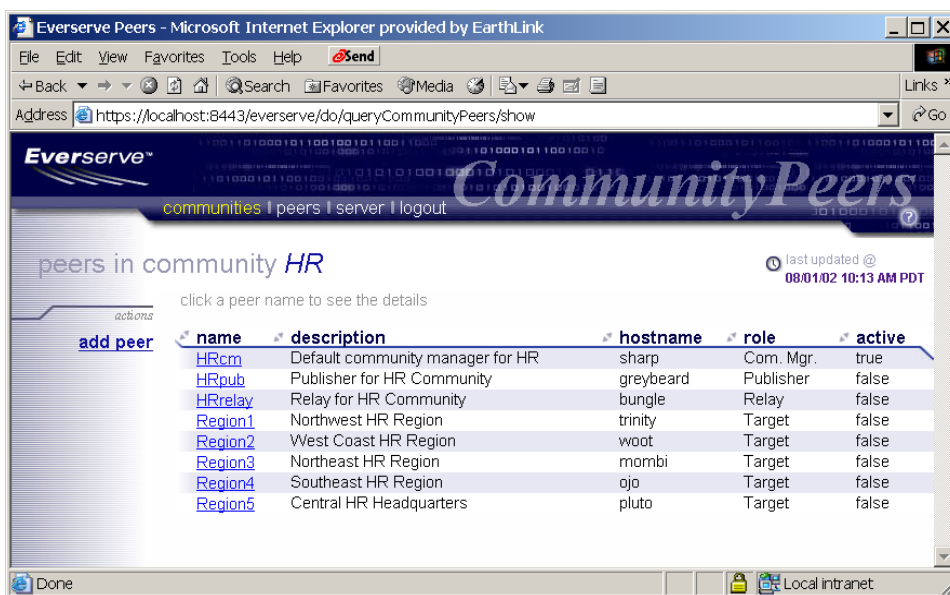 Everserve Peers - Microsoft Internet Explorer provided by EarthLink
File Edit View Favorites Tools Help Send
Back Search Favorites Media Links »
Address https://localhost:8443/everserve/do/queryCommunityPeers/show Go
Everserve™
CommunityPeers
communities | peers | server | logout ?
peers in community HR
last updated @
08/01/02 10:13 AM PDT
click a peer name to see the details
actions
add peer
name description hostname role active
HRcm Default community manager for HR sharp Com. Mgr. true
HRpub Publisher for HR Community greybeard Publisher false
HRrelay Relay for HR Community bungle Relay false
Region1 Northwest HR Region trinity Target false
Region2 West Coast HR Region woot Target false
Region3 Northeast HR Region mombi Target false
Region4 Southeast HR Region ojo Target false
Region5 Central HR Headquarters pluto Target false
Done Local intranet